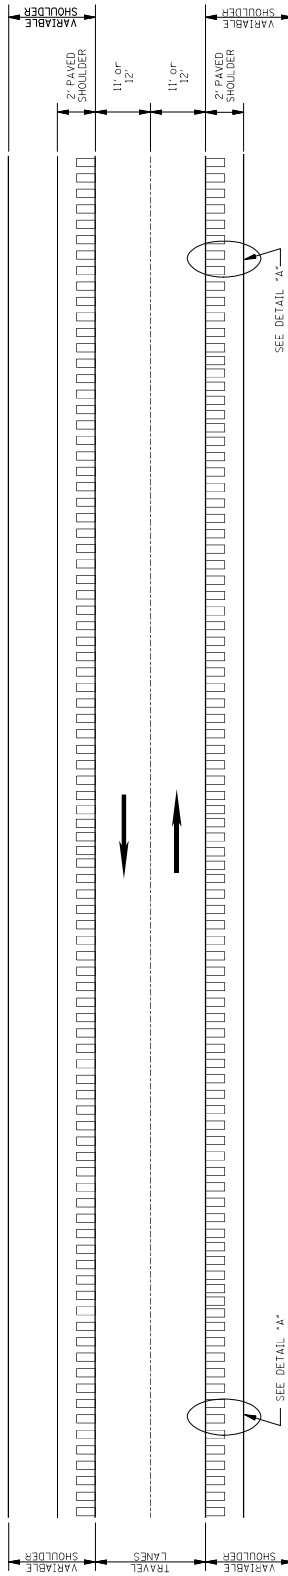 VARIABLE
SHOULDER
2' PAVED
SHOULDER
11' or
12'
11' or
12'
2' PAVED
SHOULDER
VARIABLE
SHOULDER
SEE DETAIL "A"
SEE DETAIL "A"
VARIABLE
SHOULDER
TRAVEL
LANES
VARIABLE
SHOULDER